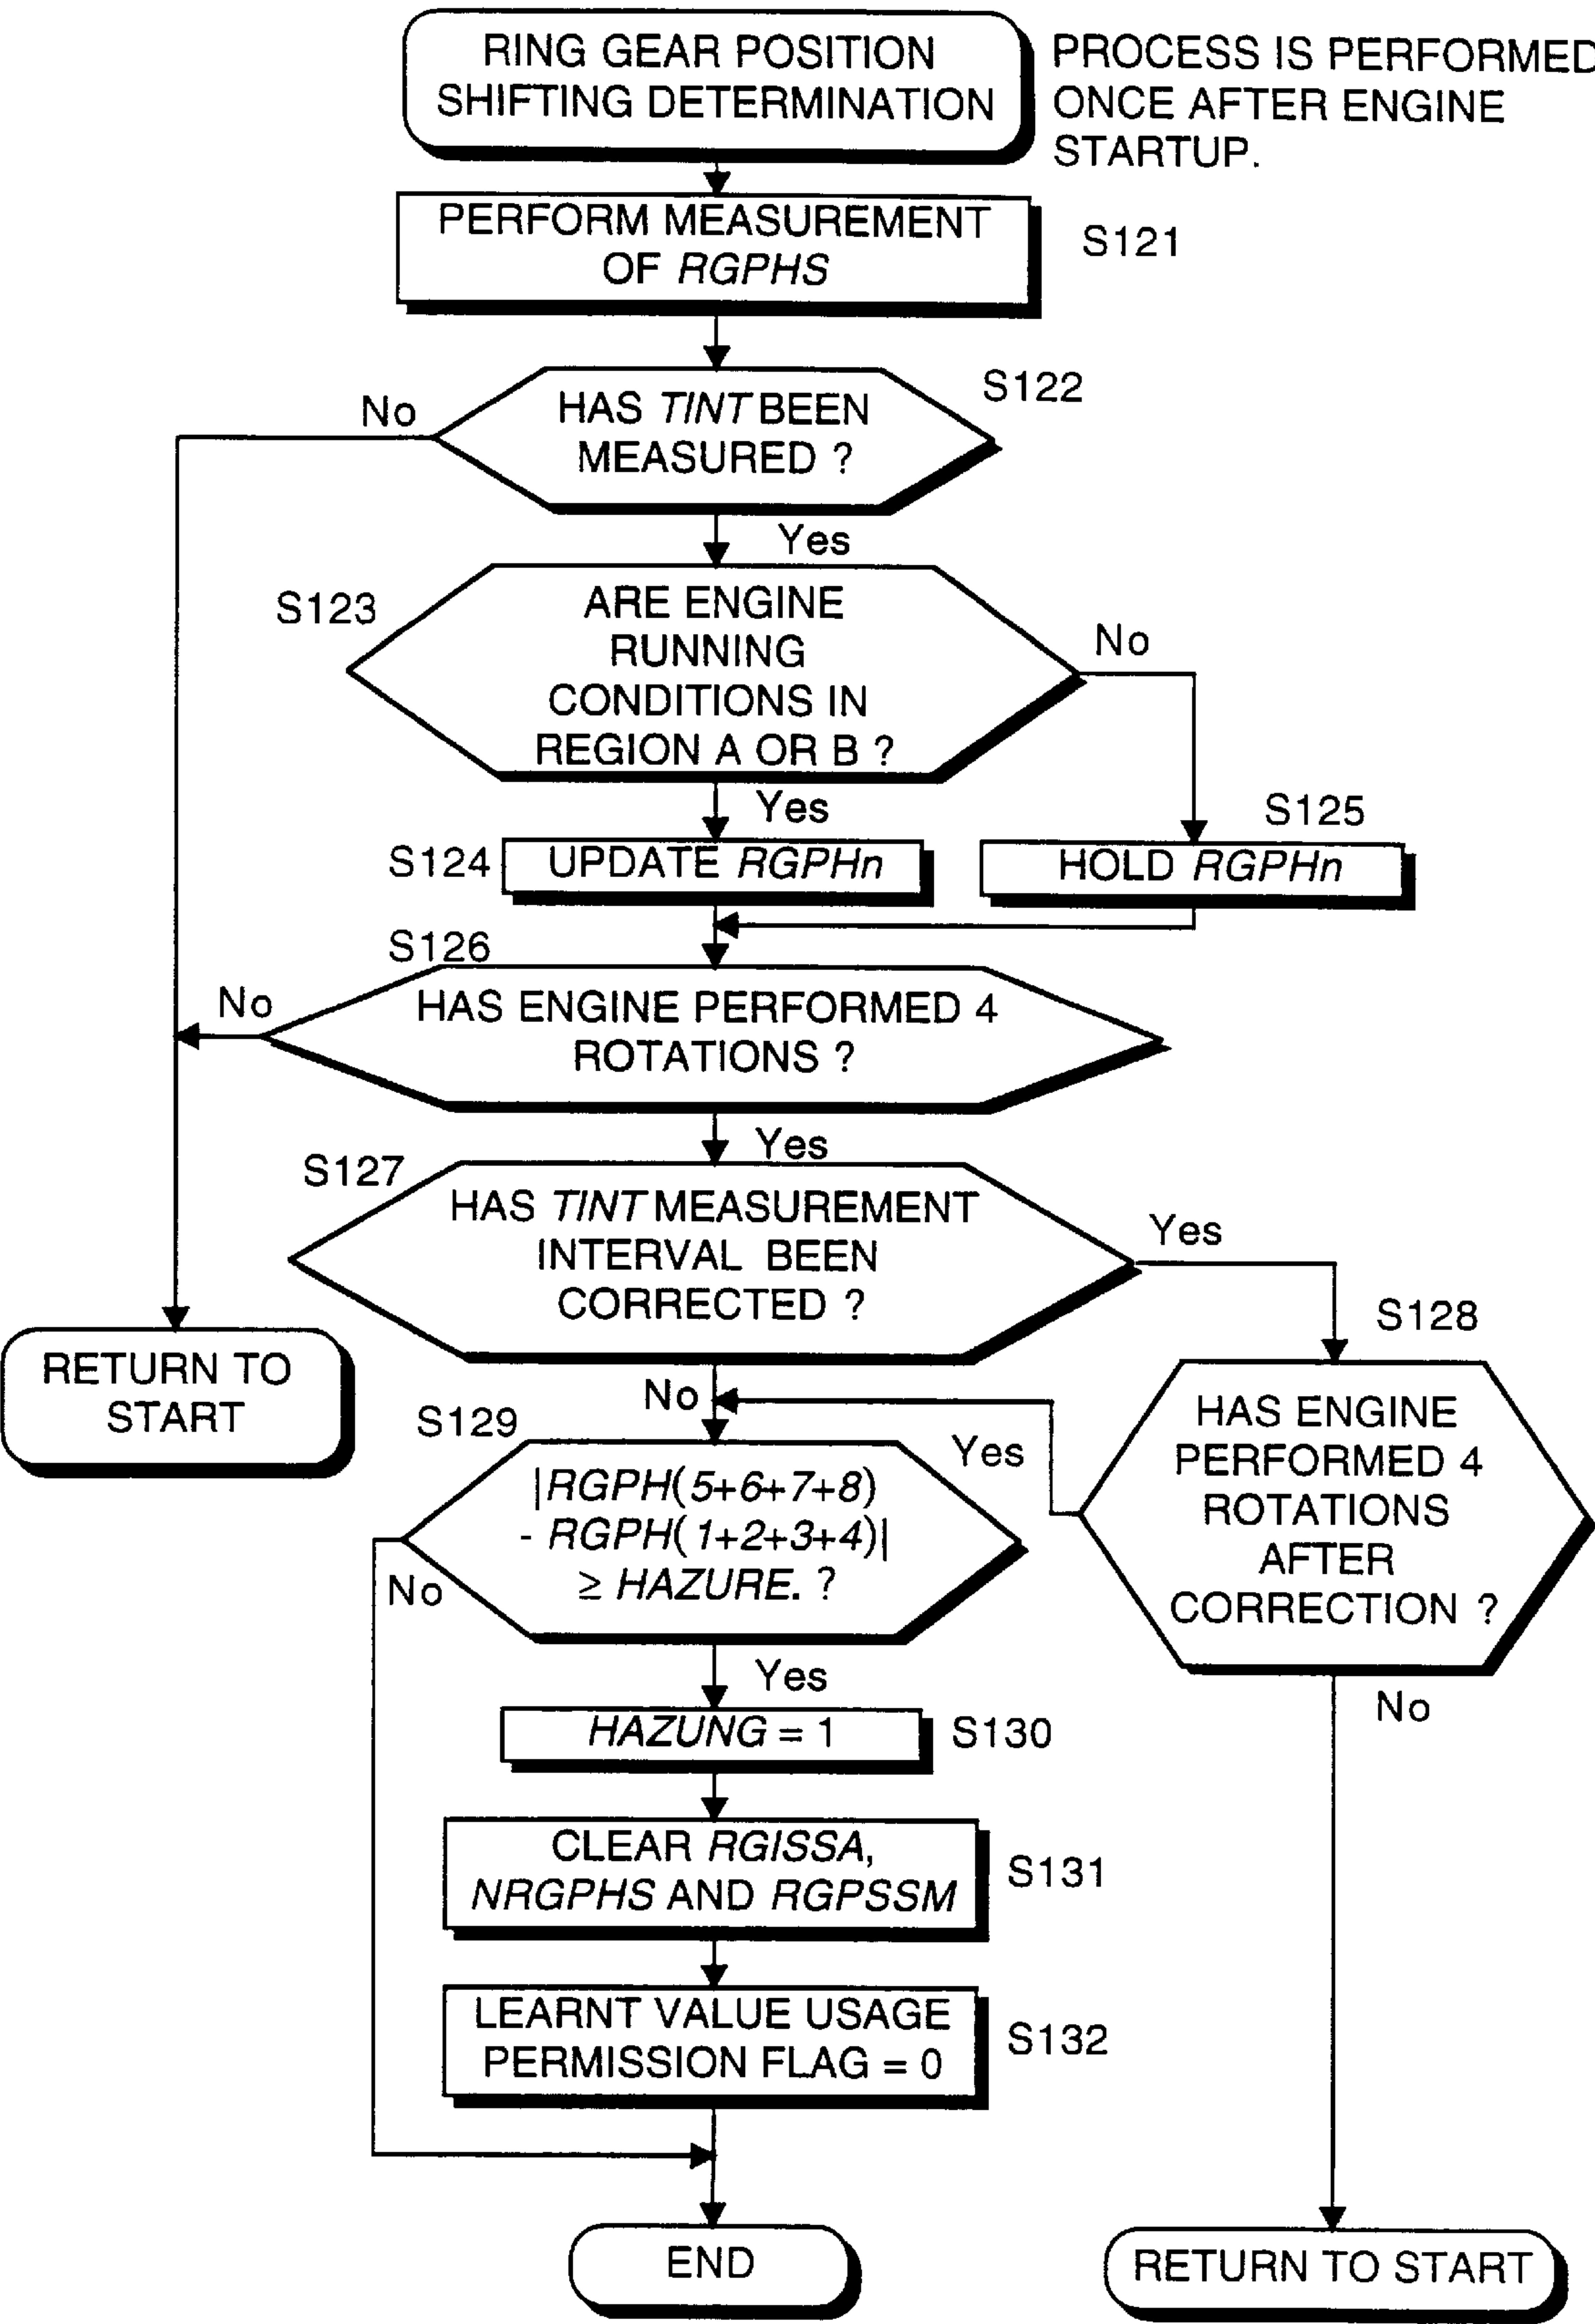 RING GEAR POSITION
SHIFTING DETERMINATION
PROCESS IS PERFORMED
ONCE AFTER ENGINE
STARTUP.
PERFORM MEASUREMENT
OF RGPHS
S121
HAS TINT BEEN
MEASURED ?
S122
No
Yes
S123
ARE ENGINE
RUNNING
CONDITIONS IN
REGION A OR B ?
No
Yes
S124
UPDATE RGPHn
S125
HOLD RGPHn
S126
No
HAS ENGINE PERFORMED 4
ROTATIONS ?
Yes
S127
HAS TINT MEASUREMENT
INTERVAL BEEN
CORRECTED ?
Yes
S128
RETURN TO
START
No
HAS ENGINE
PERFORMED 4
ROTATIONS
AFTER
CORRECTION ?
Yes
No
S129
|RGPH(5+6+7+8)
- RGPH(1+2+3+4)|
≥ HAZURE. ?
No
Yes
HAZUNG = 1
S130
CLEAR RGISSA,
NRGPHS AND RGPSSM
S131
LEARNT VALUE USAGE
PERMISSION FLAG = 0
S132
END
RETURN TO START